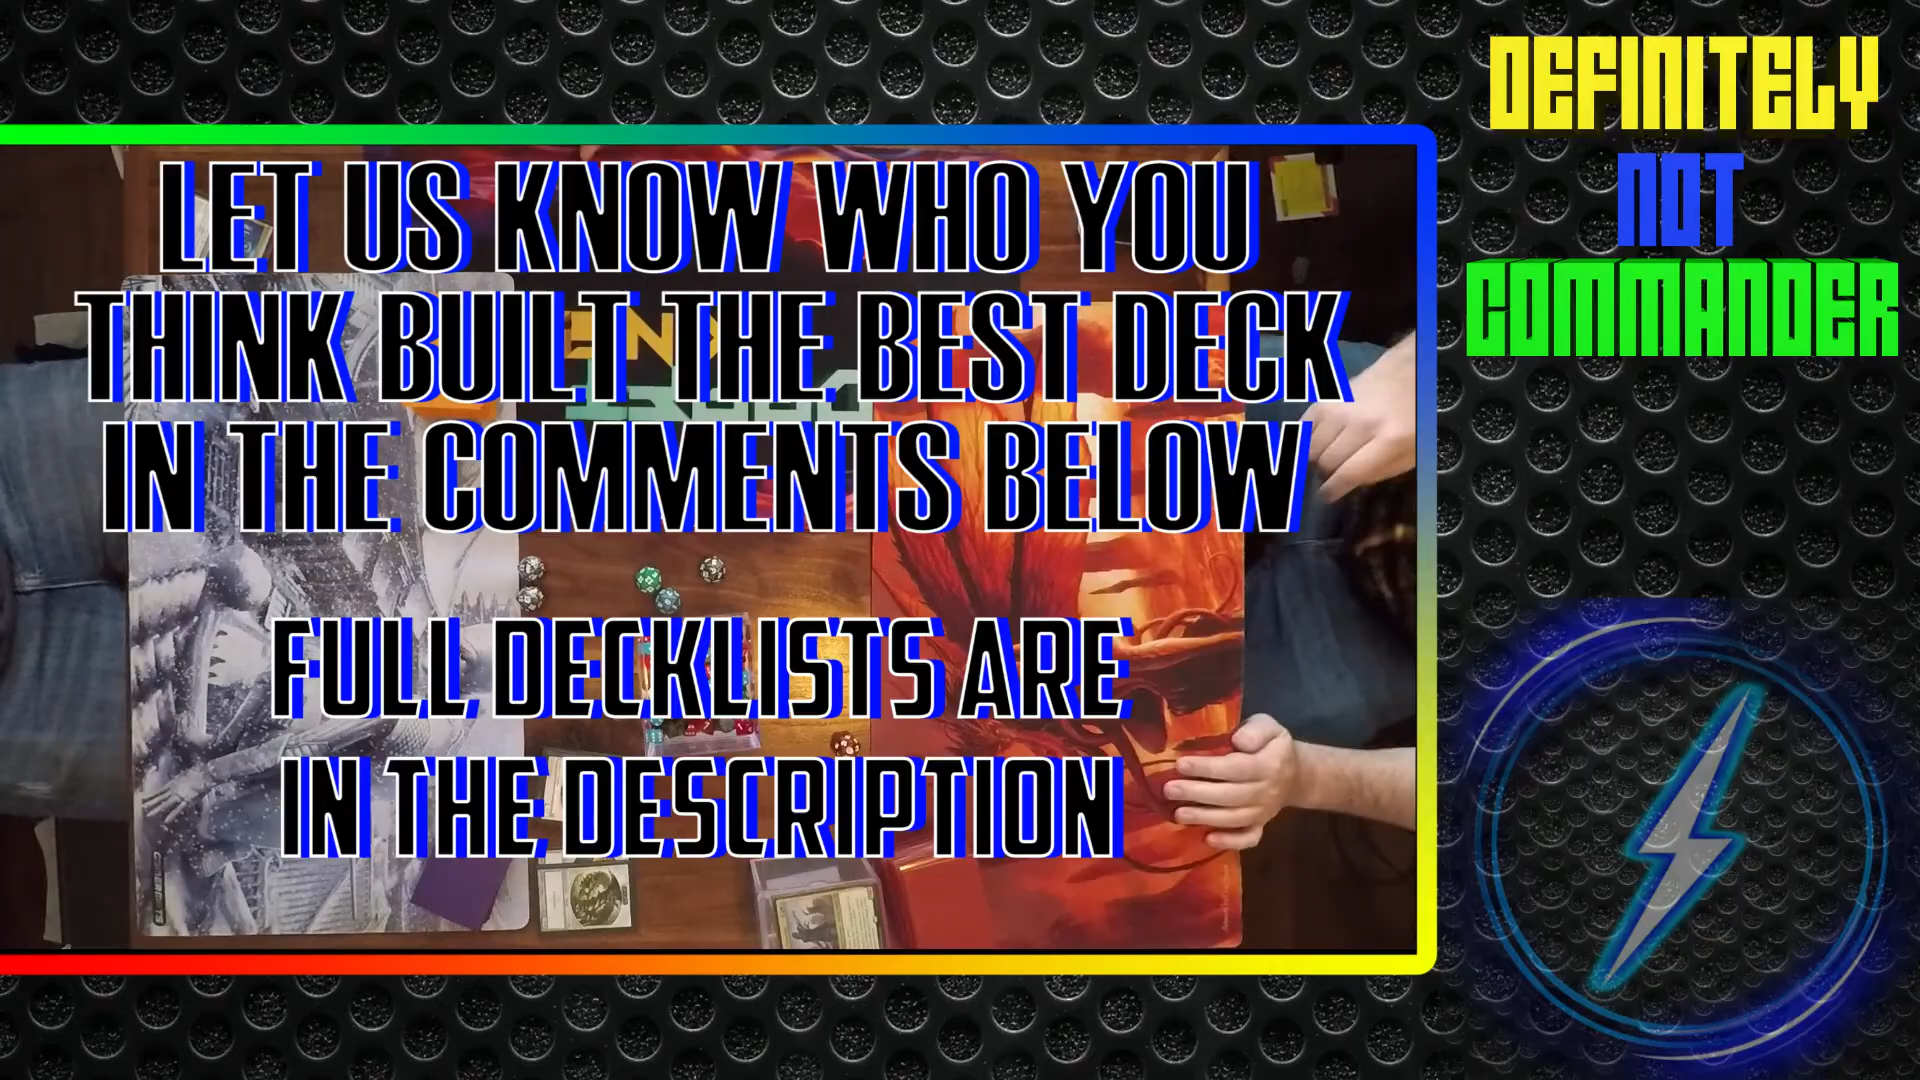 LET US KNOW WHO YOU
THINK BUILT THE BEST DECK
IN THE COMMENTS BELOW
FULL DECKLISTS ARE
IN THE DESCRIPTION
DEFINITELY
NOT
COMMANDER